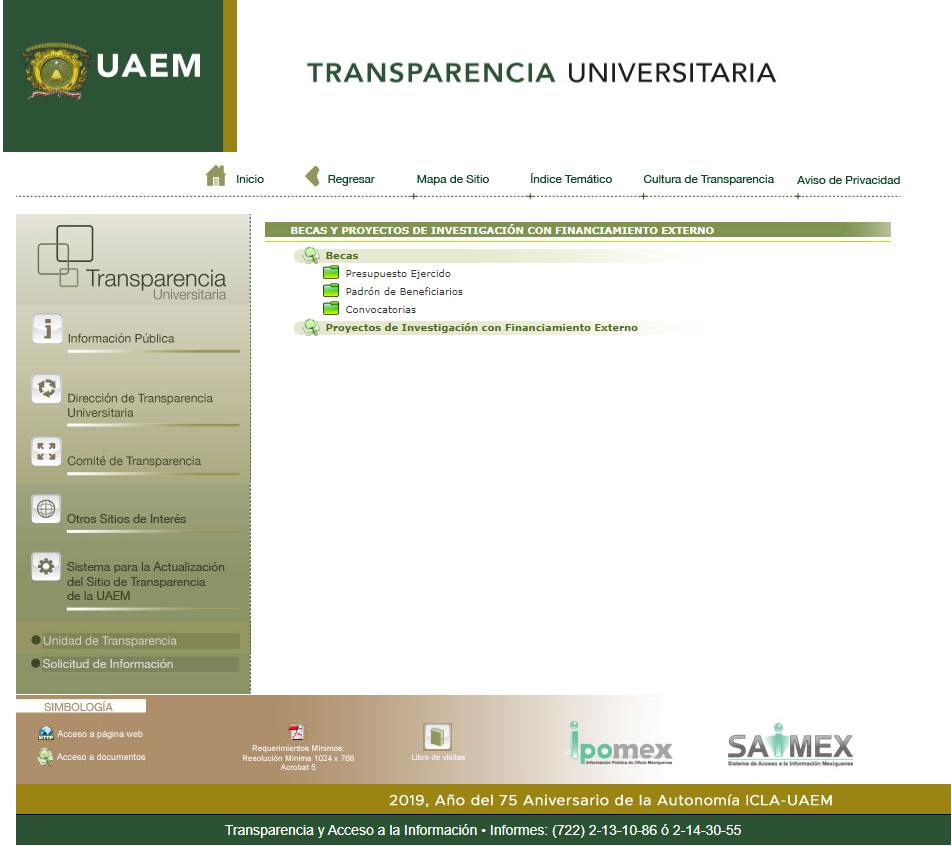 UAEM
TRANSPARENCIA UNIVERSITARIA
Inicio
Regresar
Mapa de Sitio
Índice Temático
Cultura de Transparencia
Aviso de Privacidad
Transparencia
Universitaria
Información Pública
Dirección de Transparencia
Universitaria
Comité de Transparencia
Otros Sitios de Interés
Sistema para la Actualización
del Sitio de Transparencia
de la UAEM
Unidad de Transparencia
Solicitud de Información
BECAS Y PROYECTOS DE INVESTIGACIÓN CON FINANCIAMIENTO EXTERNO
Becas
Presupuesto Ejercido
Padrón de Beneficiarios
Convocatorias
Proyectos de Investigación con Financiamiento Externo
SIMBOLOGÍA
HTTP
Acceso a página web
Acceso a documentos
Requerimientos Mínimos:
Resolución Mínima 1024 x 768
Acrobat 5
Libro de visitas
ipomex
Información Pública de Oficio Mexiquense
SAIMEX
Sistema de Acceso a la Información Mexiquense
2019, Año del 75 Aniversario de la Autonomía ICLA-UAEM
Transparencia y Acceso a la Información • Informes: (722) 2-13-10-86 ó 2-14-30-55